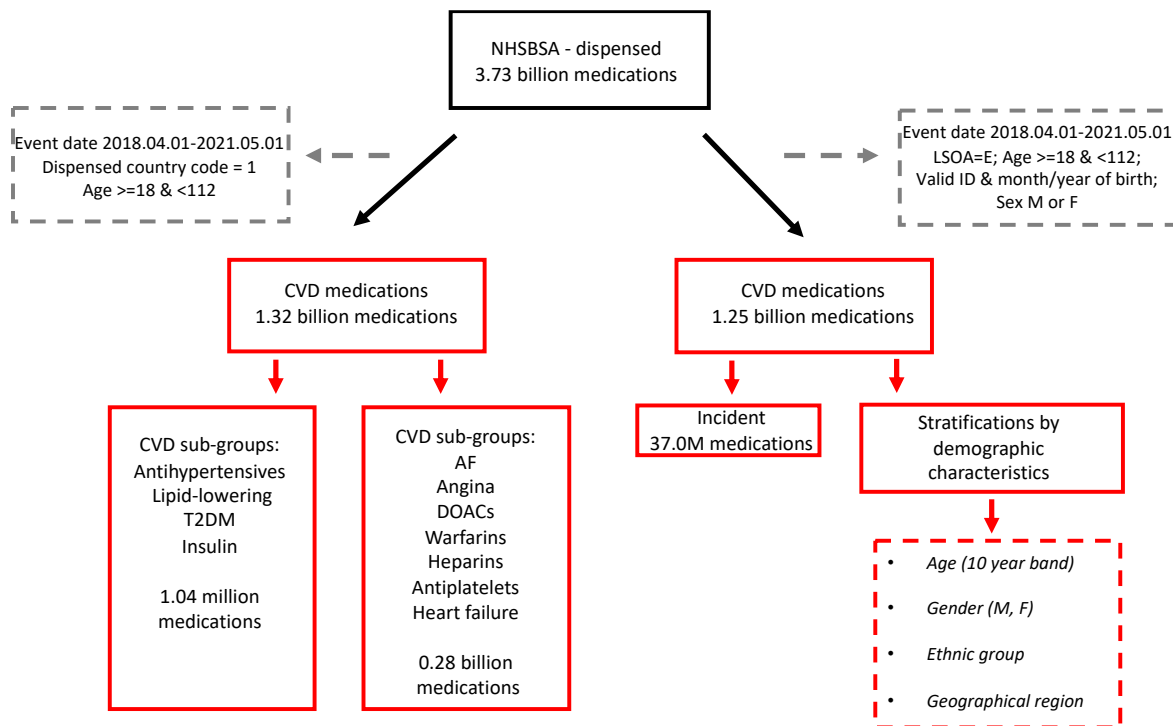 NHSBSA - dispensed
3.73 billion medications
Event date 2018.04.01-2021.05.01
Dispensed country code = 1
Age >=18 & <112
Event date 2018.04.01-2021.05.01
LSOA=E; Age >=18 & <112;
Valid ID & month/year of birth;
Sex M or F
CVD medications
1.32 billion medications
CVD medications
1.25 billion medications
CVD sub-groups:
Antihypertensives
Lipid-lowering
T2DM
Insulin
1.04 million
medications
CVD sub-groups:
AF
Angina
DOACs
Warfarins
Heparins
Antiplatelets
Heart failure
0.28 billion
medications
Incident
37.0M medications
Stratifications by
demographic
characteristics
• Age (10 year band)
• Gender (M, F)
• Ethnic group
• Geographical region